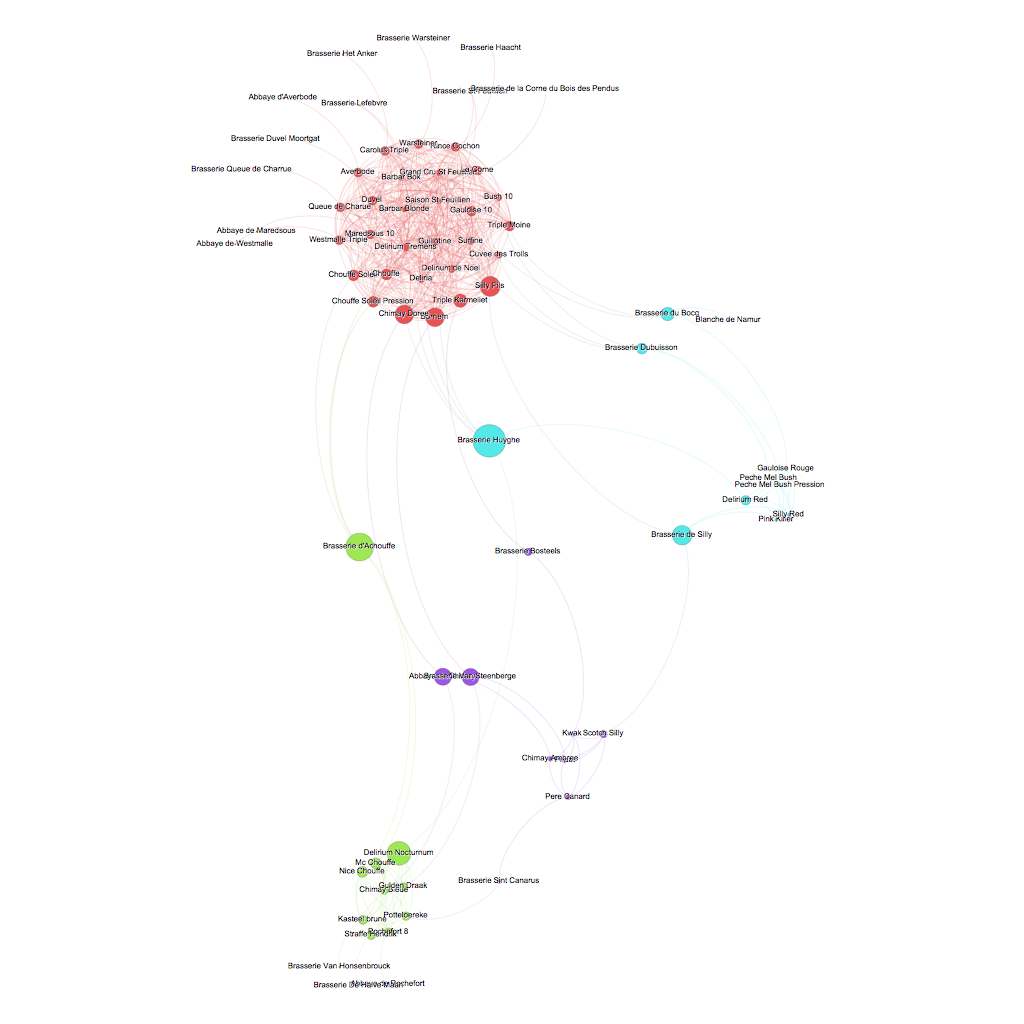 Brasserie Warsteiner
Brasserie Haacht
Brasserie Het Anker
Brasserie de la Corne du Bois des Pendus
Brasserie St Feuillien
Abbaye d'Averbode
Brasserie Lefebvre
Brasserie Duvel Moortgat
Warsteiner
Carolus Triple
Brasserie Queue de Charrue
Averbode
Grand Cru St Feuillien
La Corne
Barbar Bok
Duvel
Saison St Feuillien
Bush 10
Queue de Charue
Barbar Blonde
Gauloise 10
Triple Moine
Abbaye de Maredsous
Maredsous 10
Abbaye de Westmalle
Westmalle Triple
Guillotine
Surfine
Delirium Tremens
Cuvee des Trolls
Delirium de Noel
Chouffe Soleil
Chouffe
Deliria
Silly Pils
Chouffe Soleil Pression
Triple Karmeliet
Chimay Doree
Bornem
Brasserie du Bocq
Blanche de Namur
Brasserie Dubuisson
Brasserie Huyghe
Gauloise Rouge
Peche Mel Bush
Peche Mel Bush Pression
Delirium Red
Silly Red
Pink Killer
Brasserie de Silly
Brasserie d'Achouffe
Brasserie Bosteels
Brasserie Van Steenberge
Kwak
Scotch Silly
Chimay Ambree
Pere Canard
Delirium Nocturnum
Mc Chouffe
Nice Chouffe
Brasserie Sint Canarus
Gulden Draak
Chimay Bleue
Potteloereke
Kasteel brune
Rochefort 8
Straffe Hendrik
Brasserie Van Honsenbrouck
Abbaye de Rochefort
Brasserie De Halve Maan